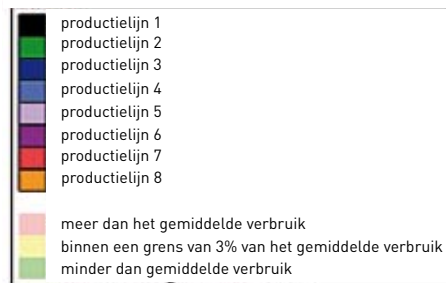 productielijn 1
productielijn 2
productielijn 3
productielijn 4
productielijn 5
productielijn 6
productielijn 7
productielijn 8
meer dan het gemiddelde verbruik
binnen een grens van 3% van het gemiddelde verbruik
minder dan gemiddelde verbruik